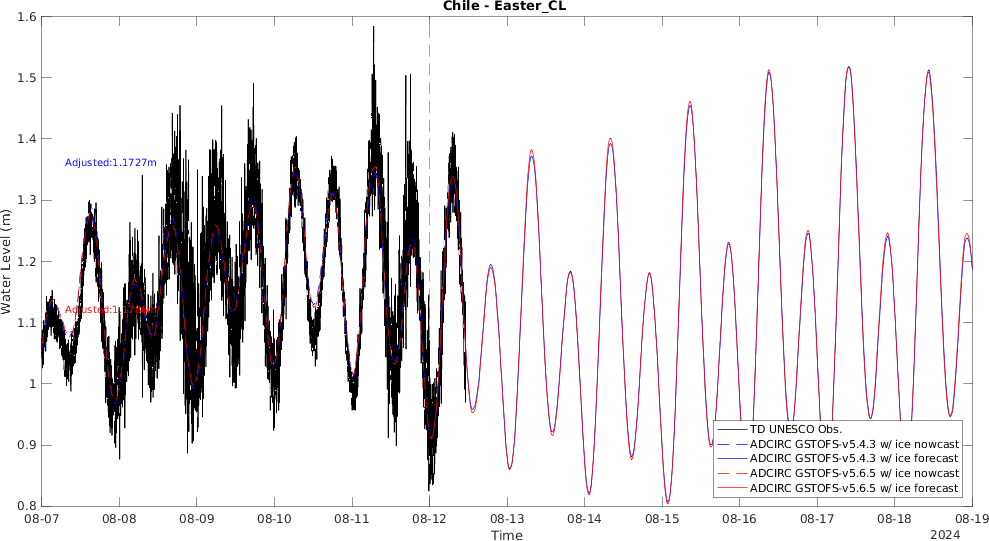 Chile - Easter_CL
Water Level (m)
1.6
1.5
1.4
1.3
1.2
1.1
1
0.9
0.8
Adjusted:1.1727m
TD UNESCO Obs.
ADCIRC GSTOFS-v5.4.3 w/ ice nowcast
ADCIRC GSTOFS-v5.4.3 w/ ice forecast
ADCIRC GSTOFS-v5.6.5 w/ ice nowcast
ADCIRC GSTOFS-v5.6.5 w/ ice forecast
08-07 08-08 08-09 08-10 08-11 08-12 08-13 08-14 08-15 08-16 08-17 08-18 08-19
Time
2024